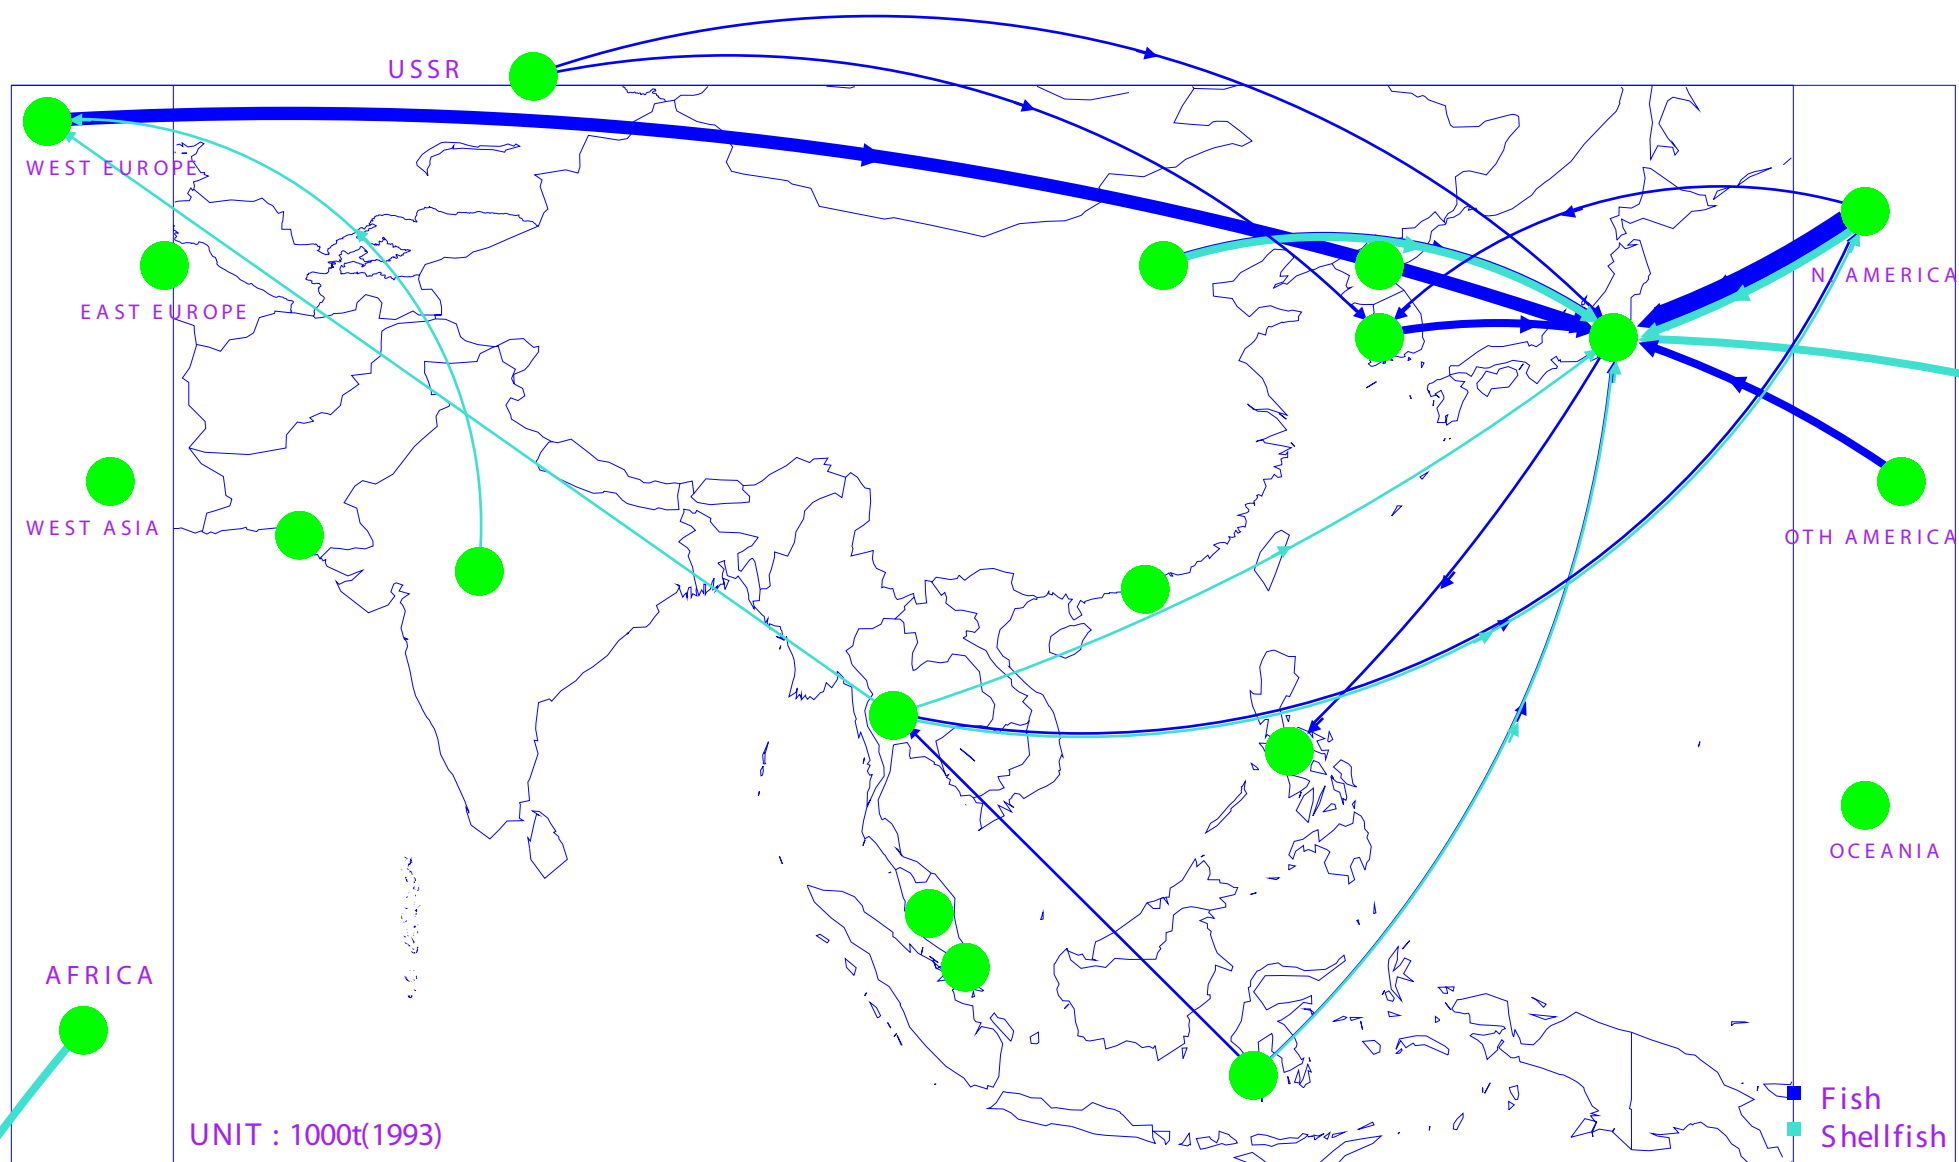 USSR
WEST EUROPE
N. AMERICA
EAST EUROPE
WEST ASIA
OTH AMERICA
OCEANIA
AFRICA
Fish
UNIT : 1000t(1993)
Shellfish